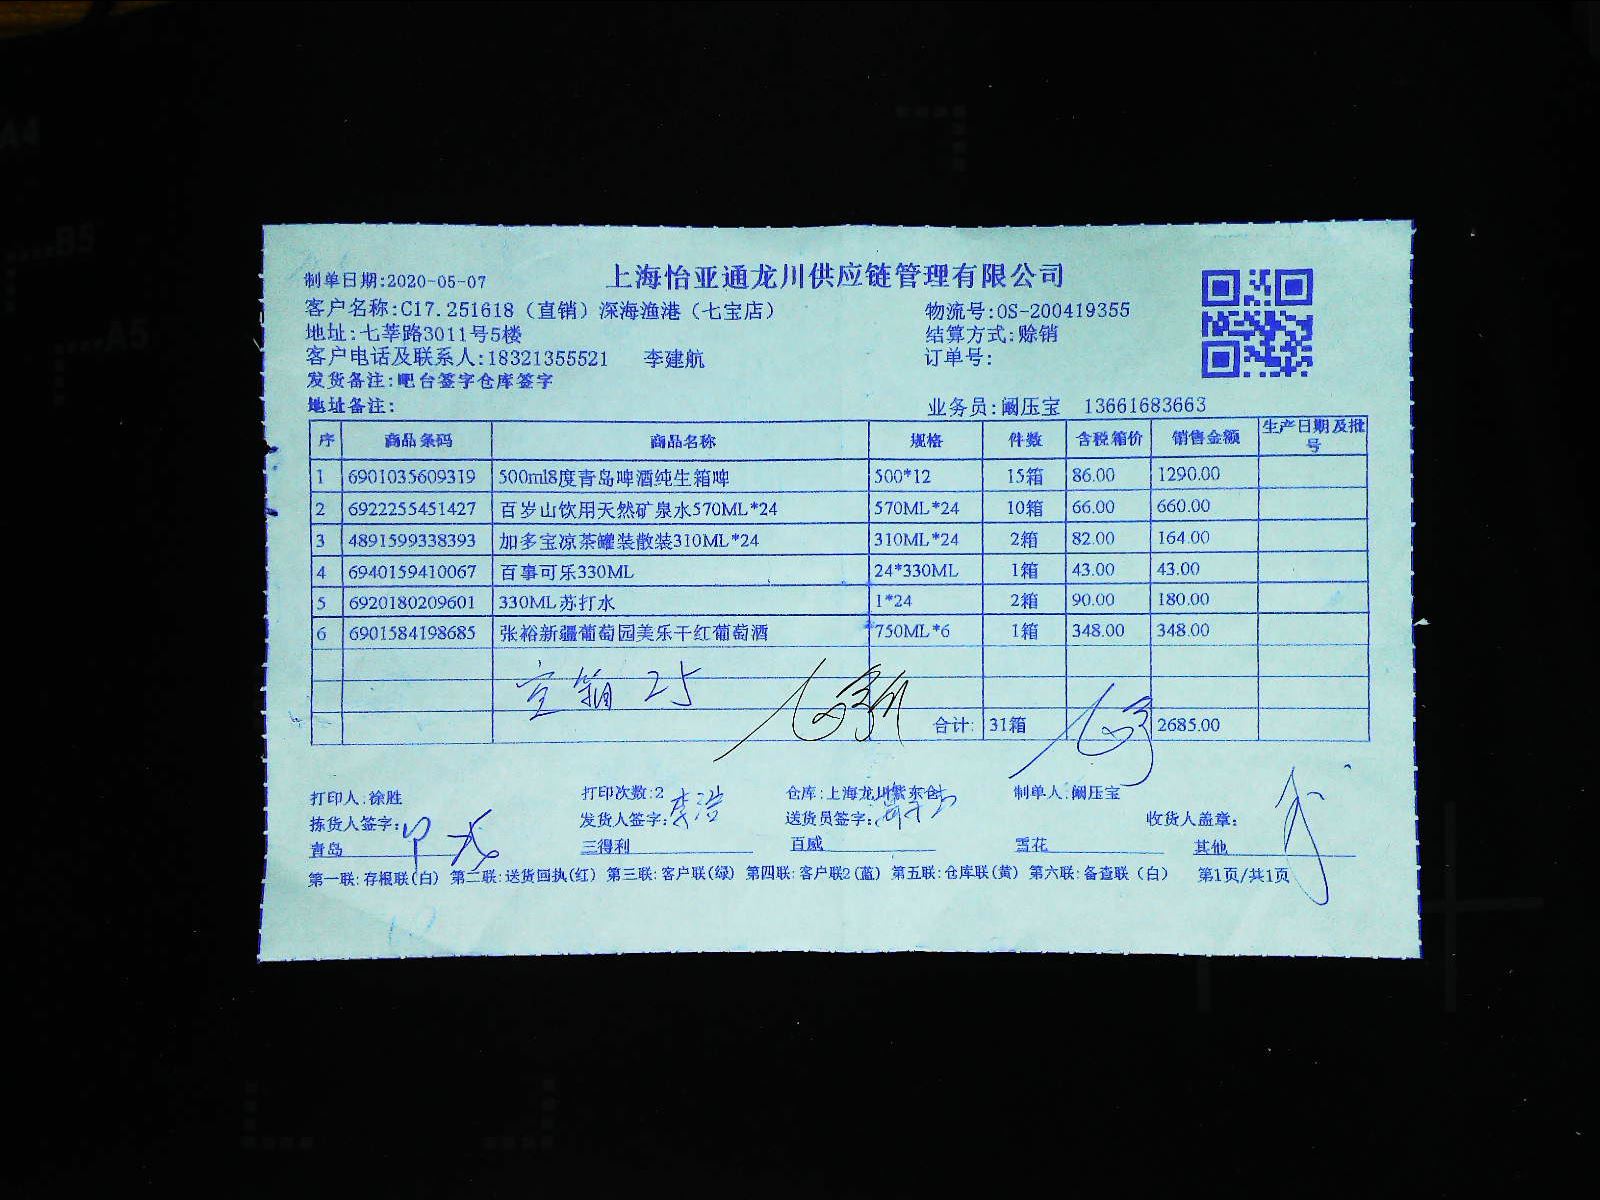 A4
B5
A5
制单日期:2020-05-07 上海怡亚通龙川供应链管理有限公司
客户名称:C17.251618（直销）深海渔港（七宝店） 物流号:OS-200419355
地址:七莘路3011号5楼 结算方式:赊销
客户电话及联系人:18321355521 李建航 订单号:
发货备注:吧台签字仓库签字
地址备注: 业务员:阚压宝 13661683663
序 商品条码 商品名称 规格 件数 含税箱价 销售金额 生产日期及批号
1 6901035609319 500ml8度青岛啤酒纯生箱啤 500*12 15箱 86.00 1290.00
2 6922255451427 百岁山饮用天然矿泉水570ML*24 570ML*24 10箱 66.00 660.00
3 4891599338393 加多宝凉茶罐装散装310ML*24 310ML*24 2箱 82.00 164.00
4 6940159410067 百事可乐330ML 24*330ML 1箱 43.00 43.00
5 6920180209601 330ML苏打水 1*24 2箱 90.00 180.00
6 6901584198685 张裕新疆葡萄园美乐干红葡萄酒 750ML*6 1箱 348.00 348.00
空箱 25
合计: 31箱 2685.00
打印人:徐胜 打印次数:2 仓库:上海龙川紫东仓 制单人:阚压宝
拣货人签字: 发货人签字:李浩 送货员签字: 收货人盖章:
青岛 三得利 百威 雪花 其他
第一联:存根联(白) 第二联:送货回执(红) 第三联:客户联(绿) 第四联:客户联2(蓝) 第五联:仓库联(黄) 第六联:备查联（白） 第1页/共1页